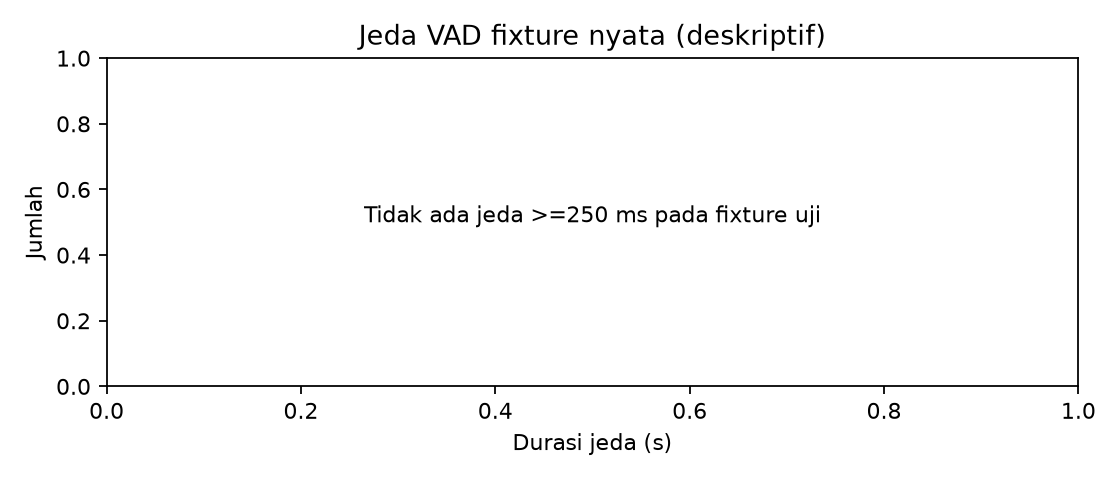 Jeda VAD fixture nyata (deskriptif)
1.0
0.8
0.6
0.4
0.2
0.0
Jumlah
Tidak ada jeda >=250 ms pada fixture uji
0.0 0.2 0.4 0.6 0.8 1.0
Durasi jeda (s)